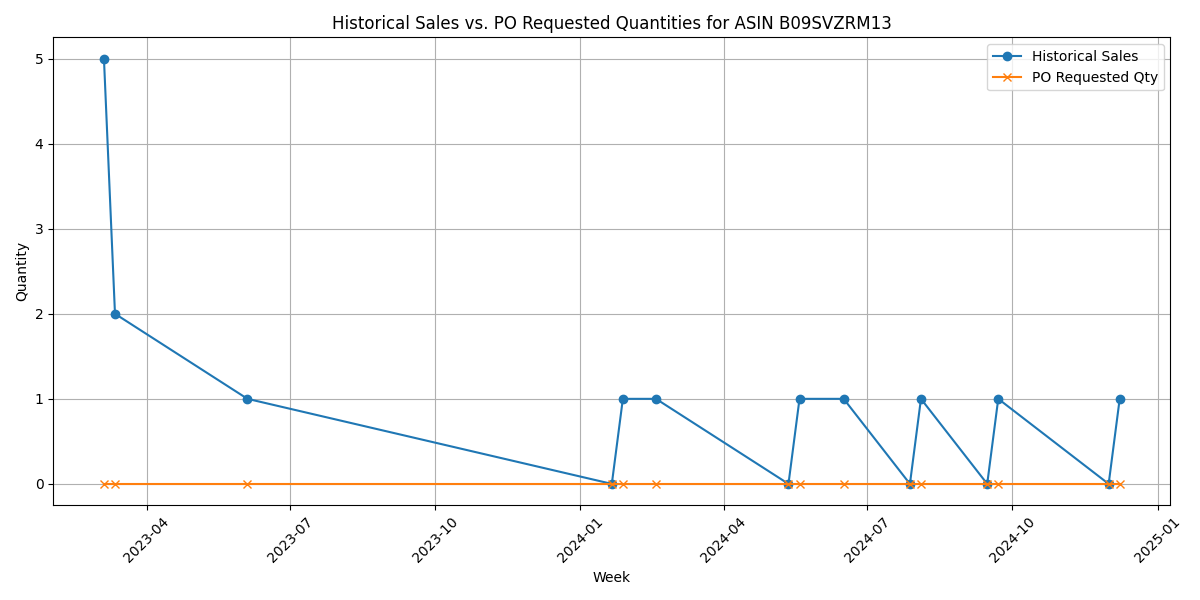 Historical Sales vs. PO Requested Quantities for ASIN B09SVZRM13
Historical Sales
PO Requested Qty
Quantity
5
4
3
2
1
0
2023-04
2023-07
2023-10
2024-01
2024-04
2024-07
2024-10
2025-01
Week